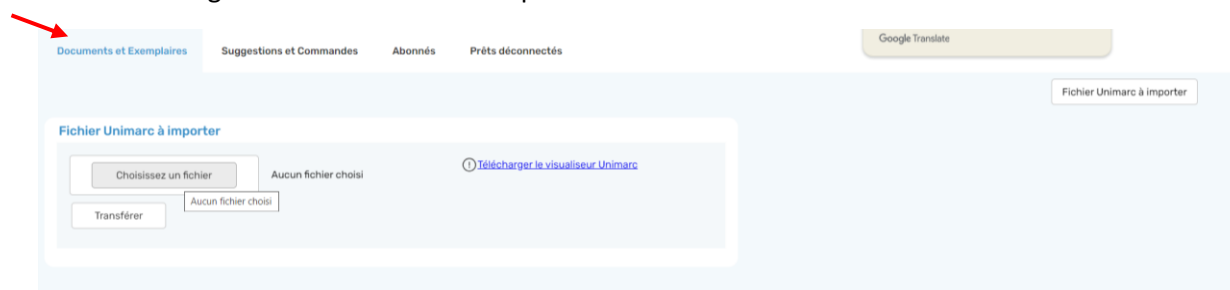 Google Translate
Documents et Exemplaires Suggestions et Commandes Abonnés Prêts déconnectés
Fichier Unimarc à importer
Fichier Unimarc à importer
Choisissez un fichier Aucun fichier choisi Télécharger le visualiseur Unimarc
Aucun fichier choisi
Transférer